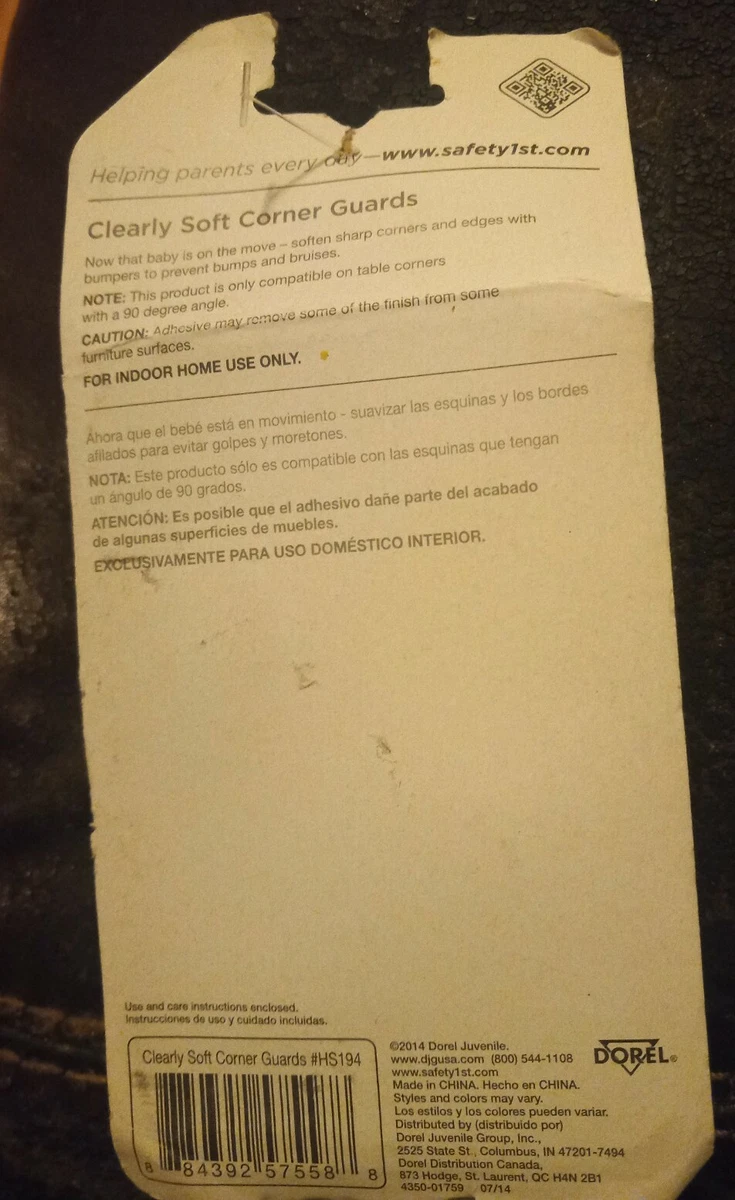 Helping parents every day—www.safety1st.com
Clearly Soft Corner Guards
Now that baby is on the move – soften sharp corners and edges with
bumpers to prevent bumps and bruises.
NOTE: This product is only compatible on table corners
with a 90 degree angle.
CAUTION: Adhesive may remove some of the finish from some
furniture surfaces.
FOR INDOOR HOME USE ONLY.
Ahora que el bebé está en movimiento - suavizar las esquinas y los bordes
afilados para evitar golpes y moretones.
NOTA: Este producto sólo es compatible con las esquinas que tengan
un ángulo de 90 grados.
ATENCIÓN: Es posible que el adhesivo dañe parte del acabado
de algunas superficies de muebles.
EXCLUSIVAMENTE PARA USO DOMÉSTICO INTERIOR.
Use and care instructions enclosed.
Instrucciones de uso y cuidado incluidas.
Clearly Soft Corner Guards #HS194
8 84392 57558 8
©2014 Dorel Juvenile.
www.djgusa.com (800) 544-1108
www.safety1st.com
Made in CHINA. Hecho en CHINA.
Styles and colors may vary.
Los estilos y los colores pueden variar.
Distributed by (distribuido por)
Dorel Juvenile Group, Inc.,
2525 State St., Columbus, IN 47201-7494
Dorel Distribution Canada,
873 Hodge, St. Laurent, QC H4N 2B1
4350-01759 07/14
DOREL®